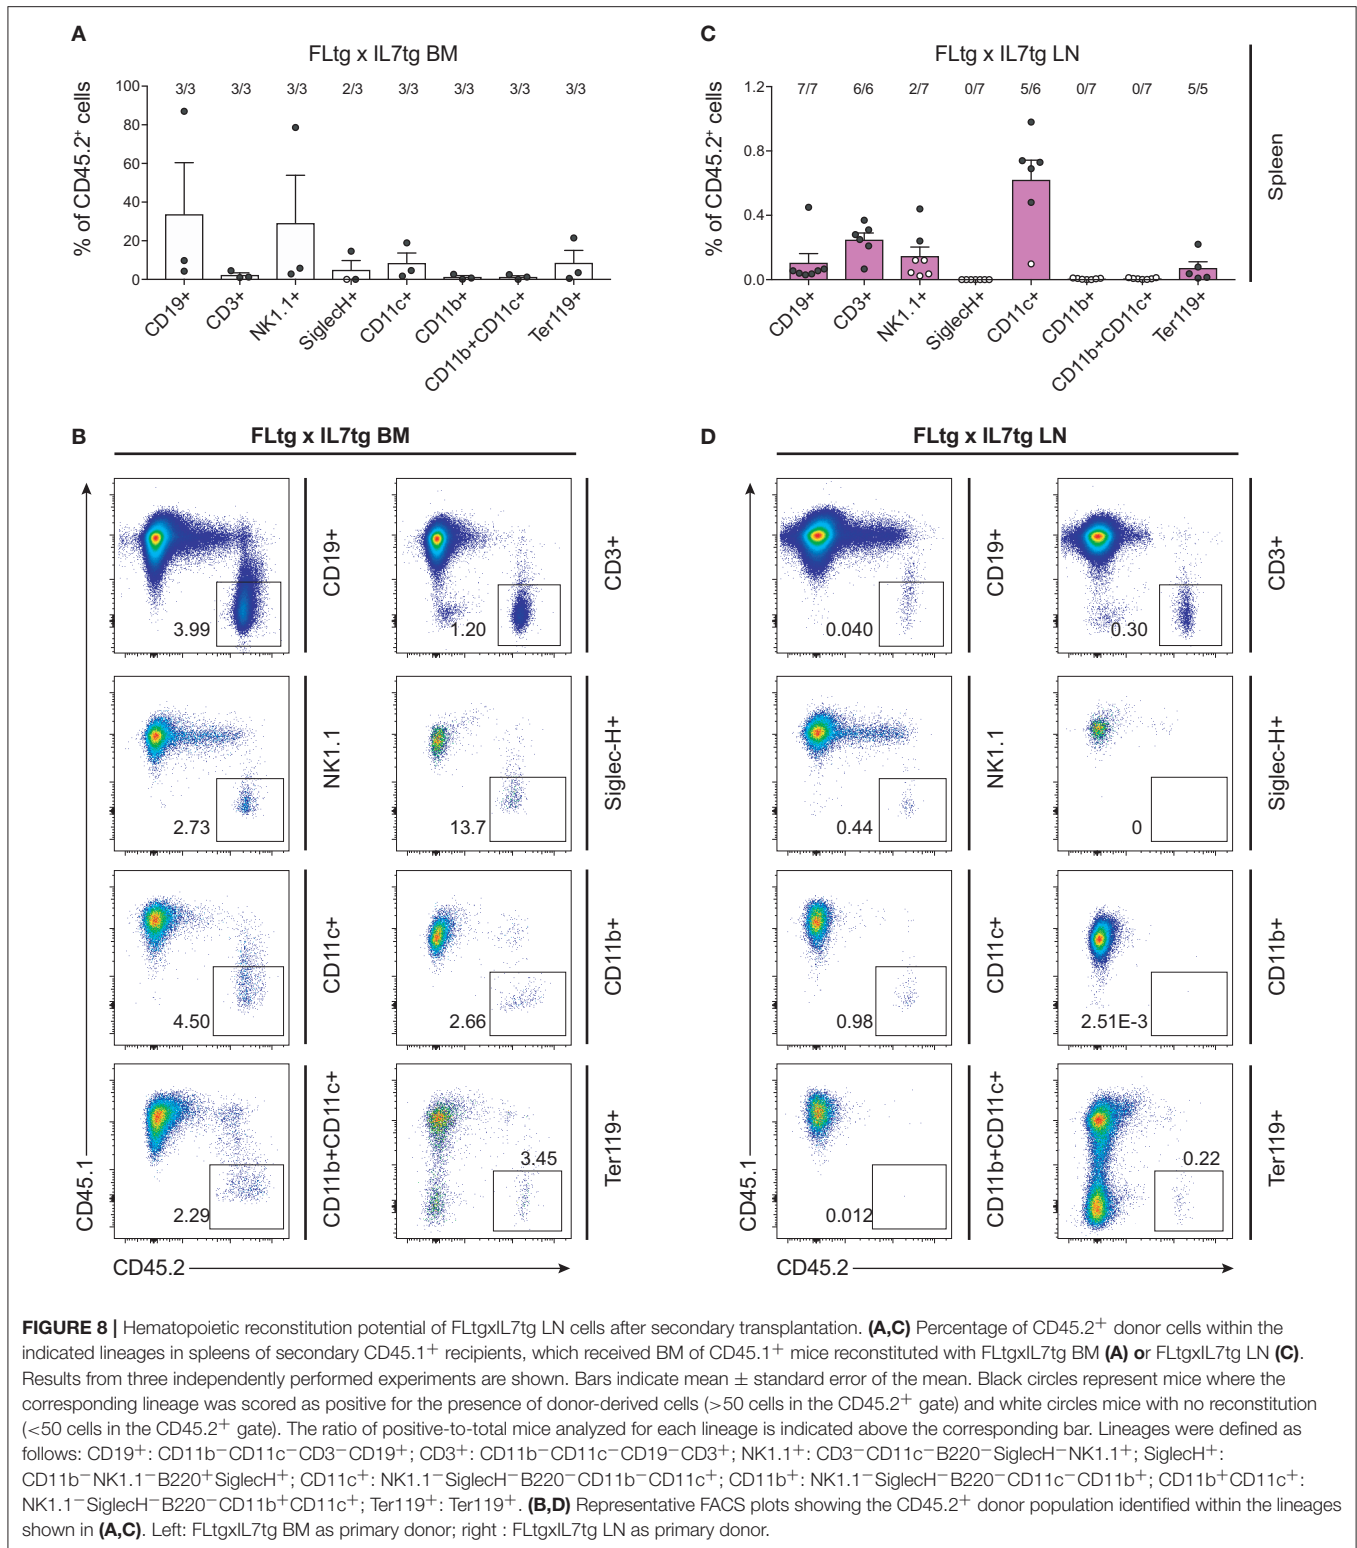 A
FLtg x IL7tg BM
% of CD45.2+ cells
100
80
60
40
20
0
3/3 3/3 3/3 2/3 3/3 3/3 3/3 3/3
CD19+
CD3+
NK1.1+
SiglecH+
CD11c+
CD11b+
CD11b+CD11c+
Ter119+
C
FLtg x IL7tg LN
% of CD45.2+ cells
1.2
0.8
0.4
0.0
7/7 6/6 2/7 0/7 5/6 0/7 0/7 5/5
CD19+
CD3+
NK1.1+
SiglecH+
CD11c+
CD11b+
CD11b+CD11c+
Ter119+
Spleen
B
FLtg x IL7tg BM
3.99
CD19+
1.20
CD3+
2.73
NK1.1
13.7
Siglec-H+
4.50
CD11c+
2.66
CD11b+
2.29
CD11b+CD11c+
3.45
Ter119+
CD45.1
CD45.2
D
FLtg x IL7tg LN
0.040
CD19+
0.30
CD3+
0.44
NK1.1
0
Siglec-H+
0.98
CD11c+
2.51E-3
CD11b+
0.012
CD11b+CD11c+
0.22
Ter119+
CD45.1
CD45.2
FIGURE 8 | Hematopoietic reconstitution potential of FLtgxIL7tg LN cells after secondary transplantation. (A,C) Percentage of CD45.2+ donor cells within the
indicated lineages in spleens of secondary CD45.1+ recipients, which received BM of CD45.1+ mice reconstituted with FLtgxIL7tg BM (A) or FLtgxIL7tg LN (C).
Results from three independently performed experiments are shown. Bars indicate mean ± standard error of the mean. Black circles represent mice where the
corresponding lineage was scored as positive for the presence of donor-derived cells (>50 cells in the CD45.2+ gate) and white circles mice with no reconstitution
(<50 cells in the CD45.2+ gate). The ratio of positive-to-total mice analyzed for each lineage is indicated above the corresponding bar. Lineages were defined as
follows: CD19+: CD11b−CD11c−CD3−CD19+; CD3+: CD11b−CD11c−CD19−CD3+; NK1.1+: CD3−CD11c−B220−SiglecH−NK1.1+; SiglecH+:
CD11b−NK1.1−B220+SiglecH+; CD11c+: NK1.1−SiglecH−B220−CD11b−CD11c+; CD11b+: NK1.1−SiglecH−B220−CD11c−CD11b+; CD11b+CD11c+:
NK1.1−SiglecH−B220−CD11b+CD11c+; Ter119+: Ter119+. (B,D) Representative FACS plots showing the CD45.2+ donor population identified within the lineages
shown in (A,C). Left: FLtgxIL7tg BM as primary donor; right : FLtgxIL7tg LN as primary donor.